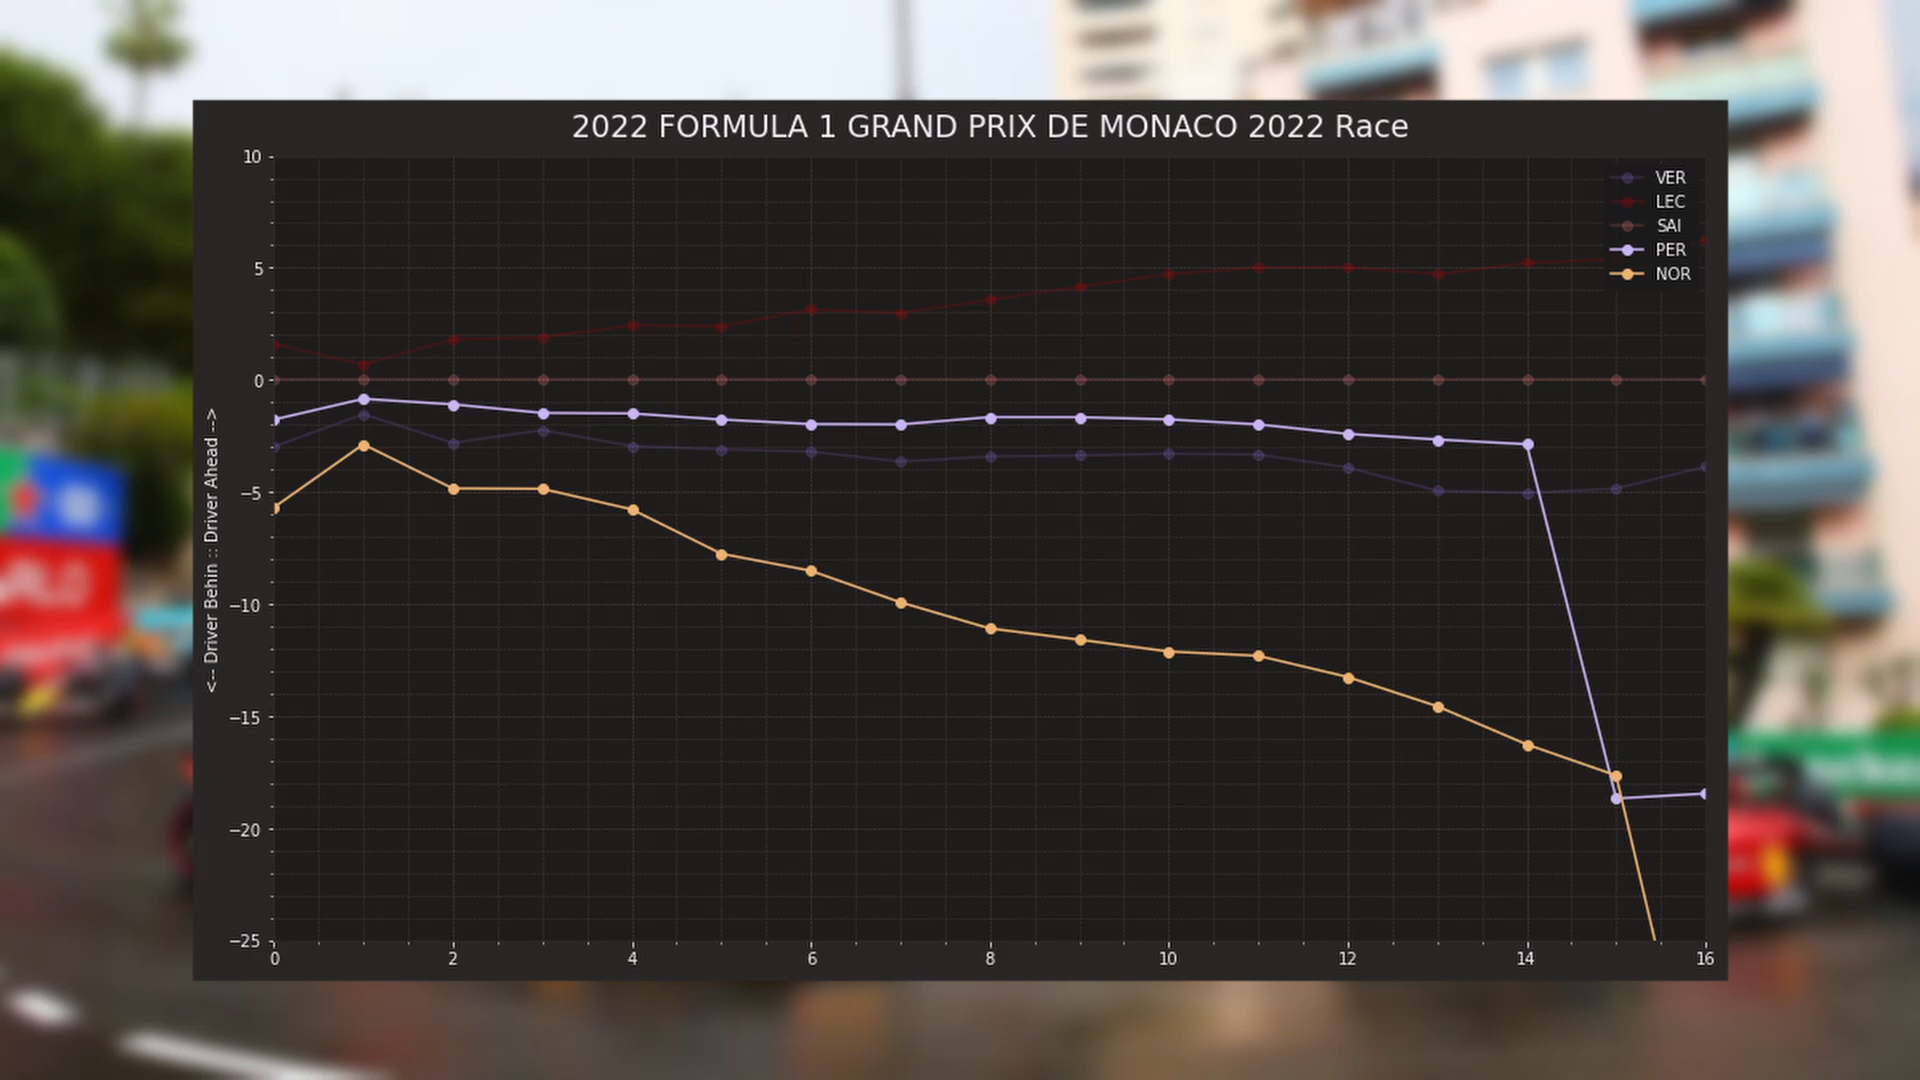 2022 FORMULA 1 GRAND PRIX DE MONACO 2022 Race
10
5
0
−5
−10
−15
−20
−25
<-- Driver Behin :: Driver Ahead -->
VER
LEC
SAI
PER
NOR
0 2 4 6 8 10 12 14 16